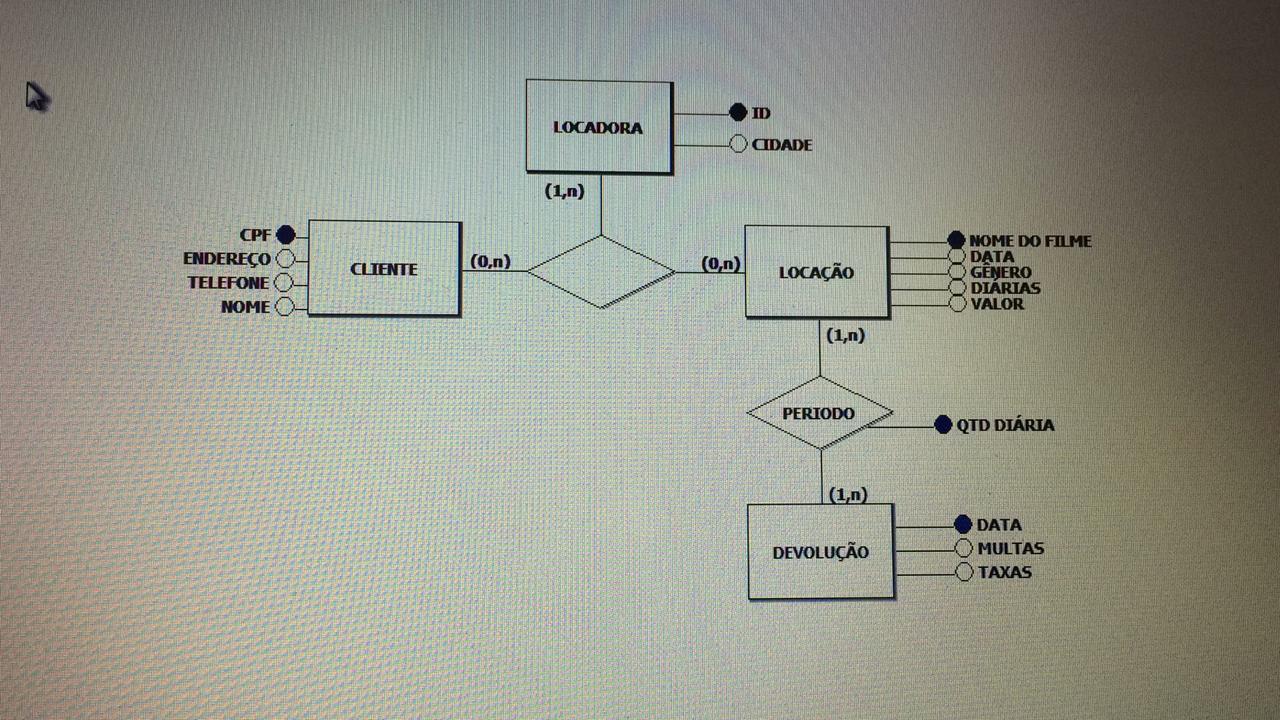 LOCADORA
ID
CIDADE
(1,n)
CPF
ENDEREÇO
TELEFONE
NOME
CLIENTE
(0,n)
(0,n)
LOCAÇÃO
NOME DO FILME
DATA
GÊNERO
DIÁRIAS
VALOR
(1,n)
PERIODO
QTD DIÁRIA
(1,n)
DEVOLUÇÃO
DATA
MULTAS
TAXAS